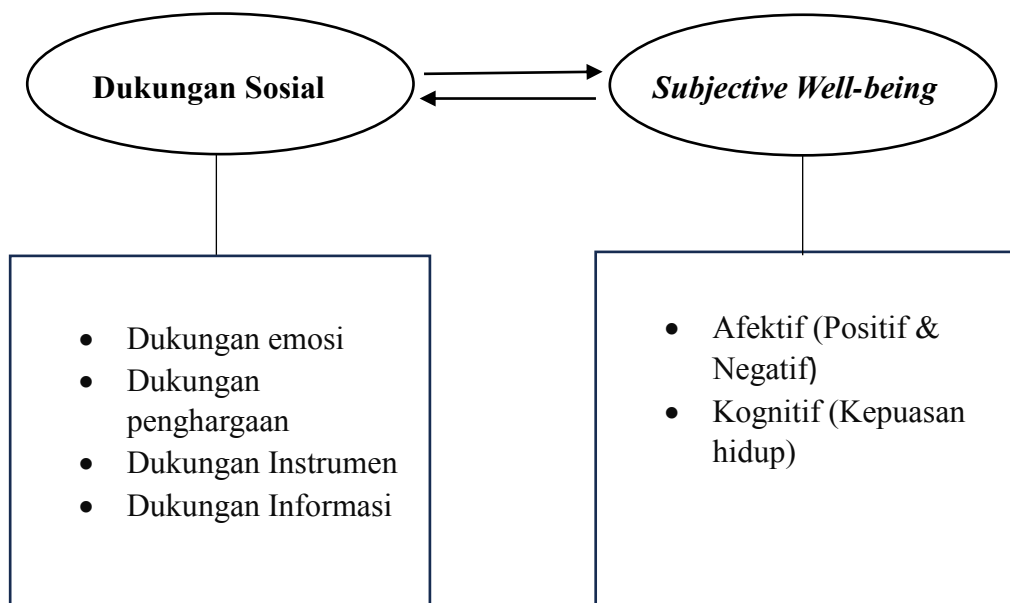 Dukungan Sosial
Subjective Well-being
• Dukungan emosi
• Dukungan
penghargaan
• Dukungan Instrumen
• Dukungan Informasi
• Afektif (Positif &
Negatif)
• Kognitif (Kepuasan
hidup)